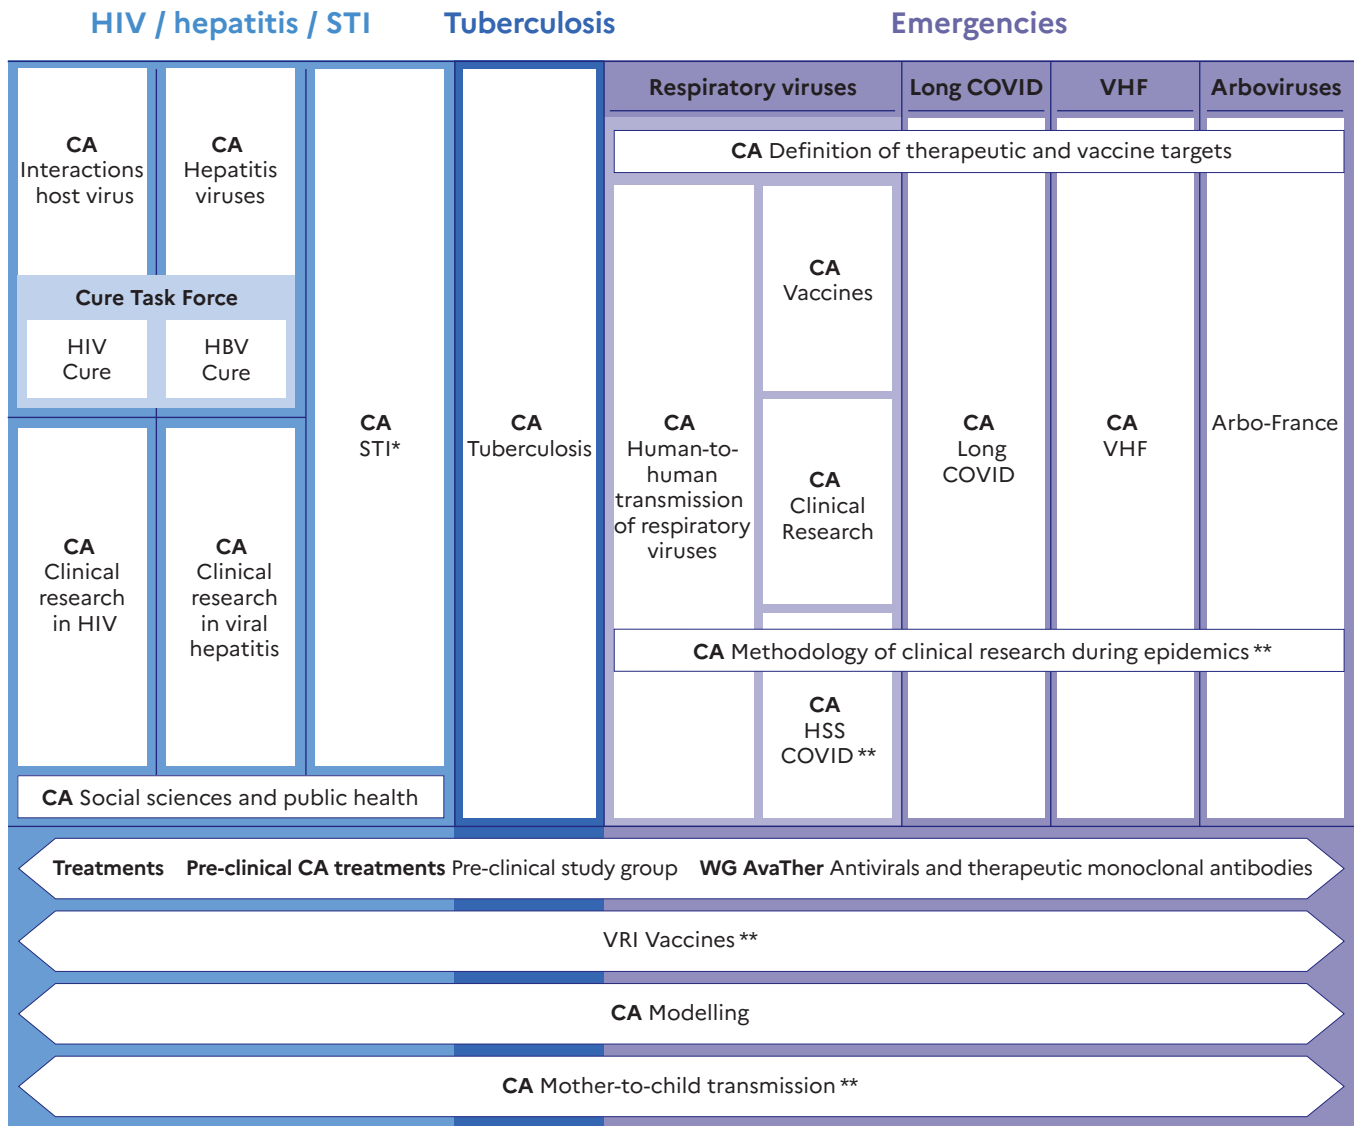 HIV / hepatitis / STI
Tuberculosis
Emergencies
Respiratory viruses
Long COVID
VHF
Arboviruses
CA
Interactions
host virus
CA
Hepatitis
viruses
Cure Task Force
HIV
Cure
HBV
Cure
CA
Clinical
research
in HIV
CA
Clinical
research
in viral
hepatitis
CA
STI*
CA Social sciences and public health
CA
Tuberculosis
CA Definition of therapeutic and vaccine targets
CA
Human-to-
human
transmission
of respiratory
viruses
CA
Vaccines
CA
Clinical
Research
CA
Long
COVID
CA
VHF
Arbo-France
CA Methodology of clinical research during epidemics **
CA
HSS
COVID **
Treatments Pre-clinical CA treatments Pre-clinical study group WG AvaTher Antivirals and therapeutic monoclonal antibodies
VRI Vaccines **
CA Modelling
CA Mother-to-child transmission **